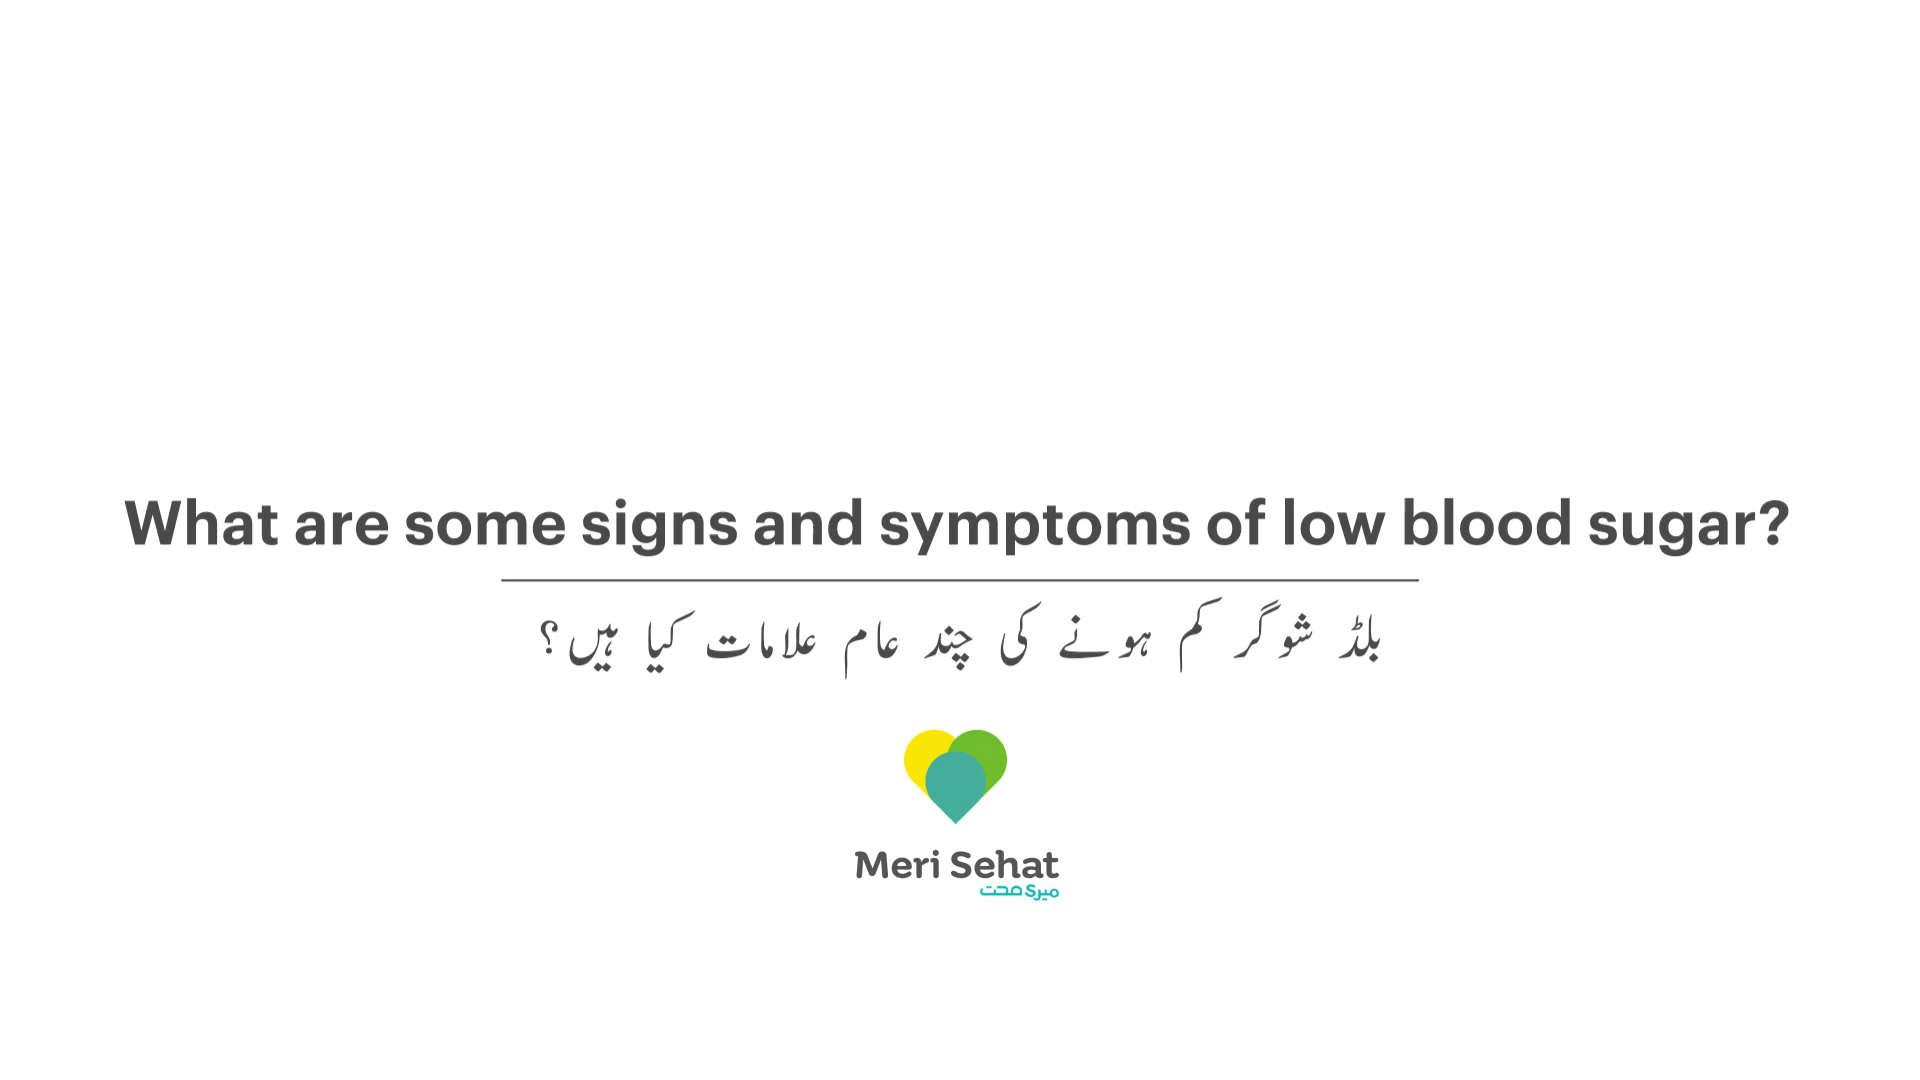 What are some signs and symptoms of low blood sugar?
بلڈ شوگر کم ہونے کی چند عام علامات کیا ہیں؟
Meri Sehat
میری صحت